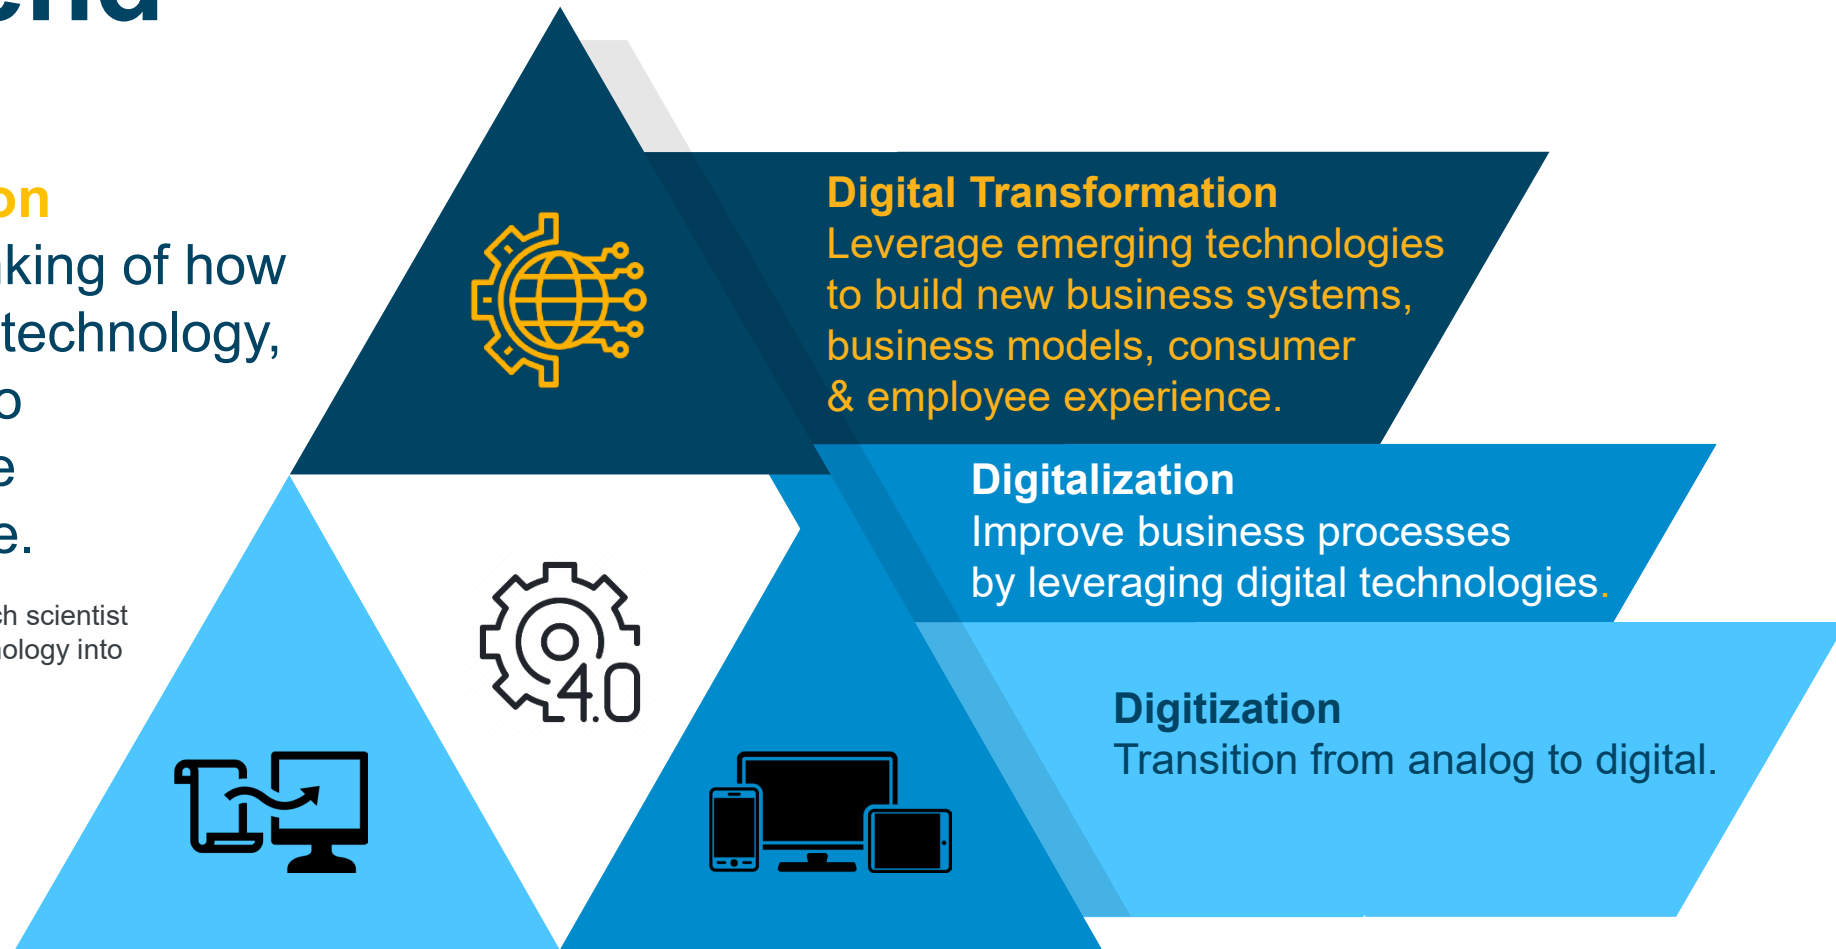 on
king of how
technology,
e.
ch scientist
nology into
Digital Transformation
Leverage emerging technologies
to build new business systems,
business models, consumer
& employee experience.
Digitalization
Improve business processes
by leveraging digital technologies.
Digitization
Transition from analog to digital.
4.0